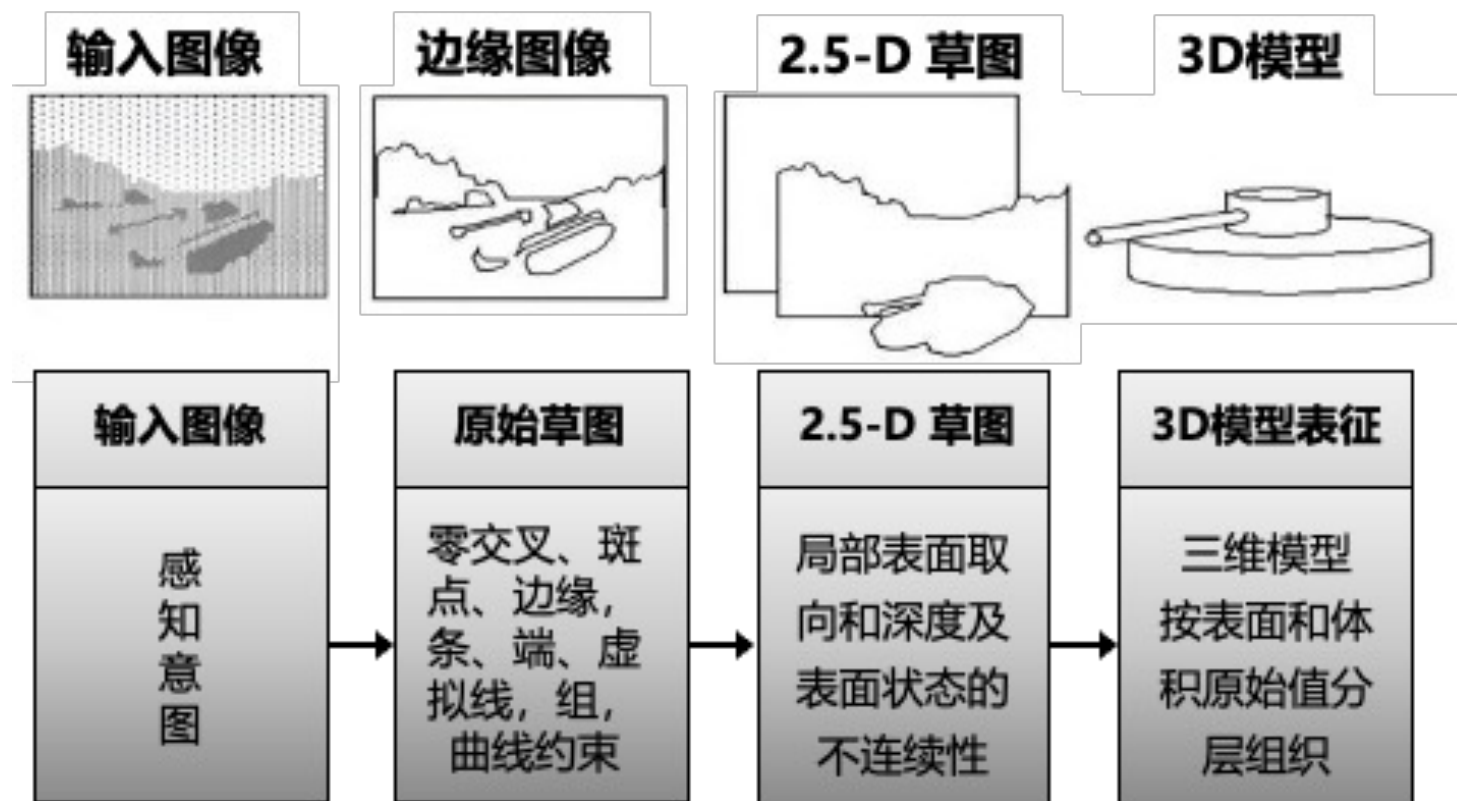 输入图像
边缘图像
2.5-D 草图
3D模型
输入图像
感
知
意
图
原始草图
零交叉、斑
点、边缘，
条、端、虚
拟线，组，
曲线约束
2.5-D 草图
局部表面取
向和深度及
表面状态的
不连续性
3D模型表征
三维模型
按表面和体
积原始值分
层组织